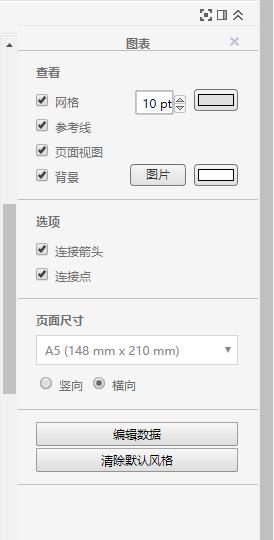 图表
查看
网格 10 pt
参考线
页面视图
背景 图片
选项
连接箭头
连接点
页面尺寸
A5 (148 mm x 210 mm)
竖向 横向
编辑数据
清除默认风格